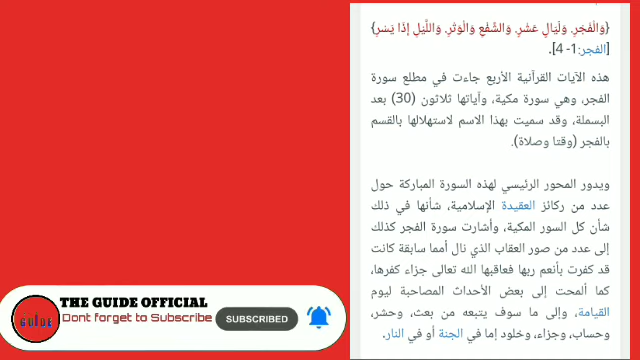 {وَالْفَجْرِ. وَلَيَالٍ عَشْرٍ. وَالشَّفْعِ وَالْوَتْرِ. وَاللَّيْلِ إِذَا يَسْرِ}
[الفجر:1- 4].
هذه الآيات القرآنية الأربع جاءت في مطلع سورة
الفجر، وهي سورة مكية، وآياتها ثلاثون (30) بعد
البسملة، وقد سميت بهذا الاسم لاستهلالها بالقسم
بالفجر (وقتا وصلاة).
ويدور المحور الرئيسي لهذه السورة المباركة حول
عدد من ركائز العقيدة الإسلامية، شأنها في ذلك
شأن كل السور المكية، وأشارت سورة الفجر كذلك
إلى عدد من صور العقاب الذي نال أمما سابقة كانت
قد كفرت بأنعم ربها فعاقبها الله تعالى جزاء كفرها،
كما ألمحت إلى بعض الأحداث المصاحبة ليوم
القيامة، وإلى ما سوف يتبعه من بعث، وحشر،
وحساب، وجزاء، وخلود إما في الجنة أو في النار.
THE GUIDE OFFICIAL
Dont forget to Subscribe
SUBSCRIBED
GUIDE